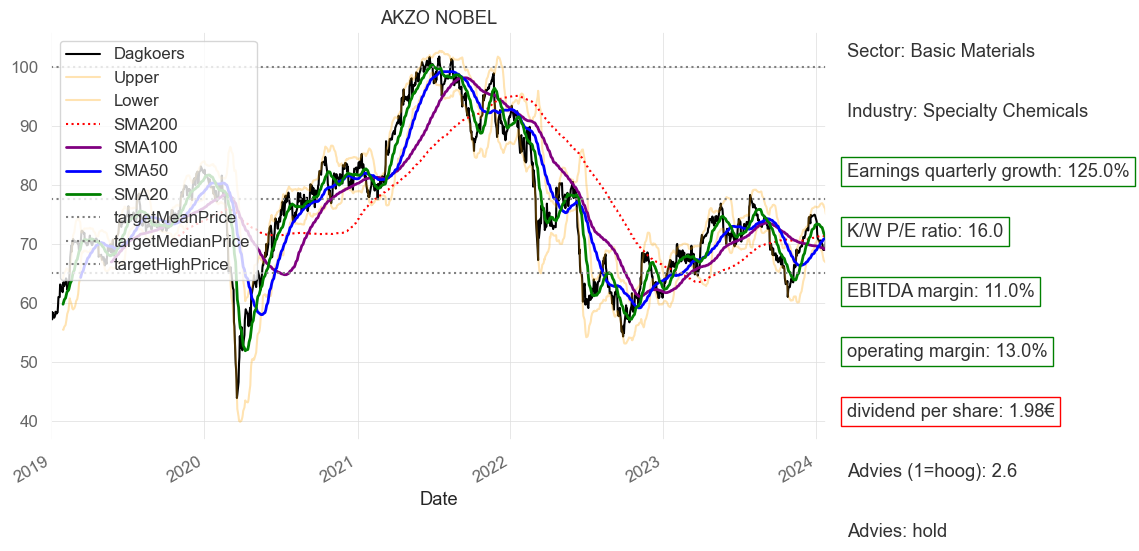 AKZO NOBEL
Dagkoers
Upper
Lower
SMA200
SMA100
SMA50
SMA20
targetMeanPrice
targetMedianPrice
targetHighPrice
100
90
80
70
60
50
40
2019
2020
2021
2022
2023
2024
Date
Sector: Basic Materials
Industry: Specialty Chemicals
Earnings quarterly growth: 125.0%
K/W P/E ratio: 16.0
EBITDA margin: 11.0%
operating margin: 13.0%
dividend per share: 1.98€
Advies (1=hoog): 2.6
Advies: hold